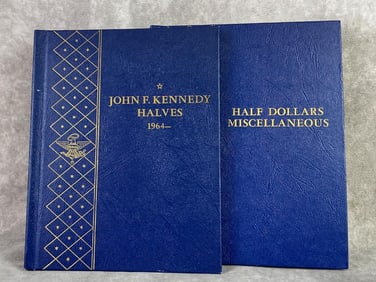 JOHN F. KENNEDY
HALVES
1964—
HALF DOLLARS
MISCELLANEOUS